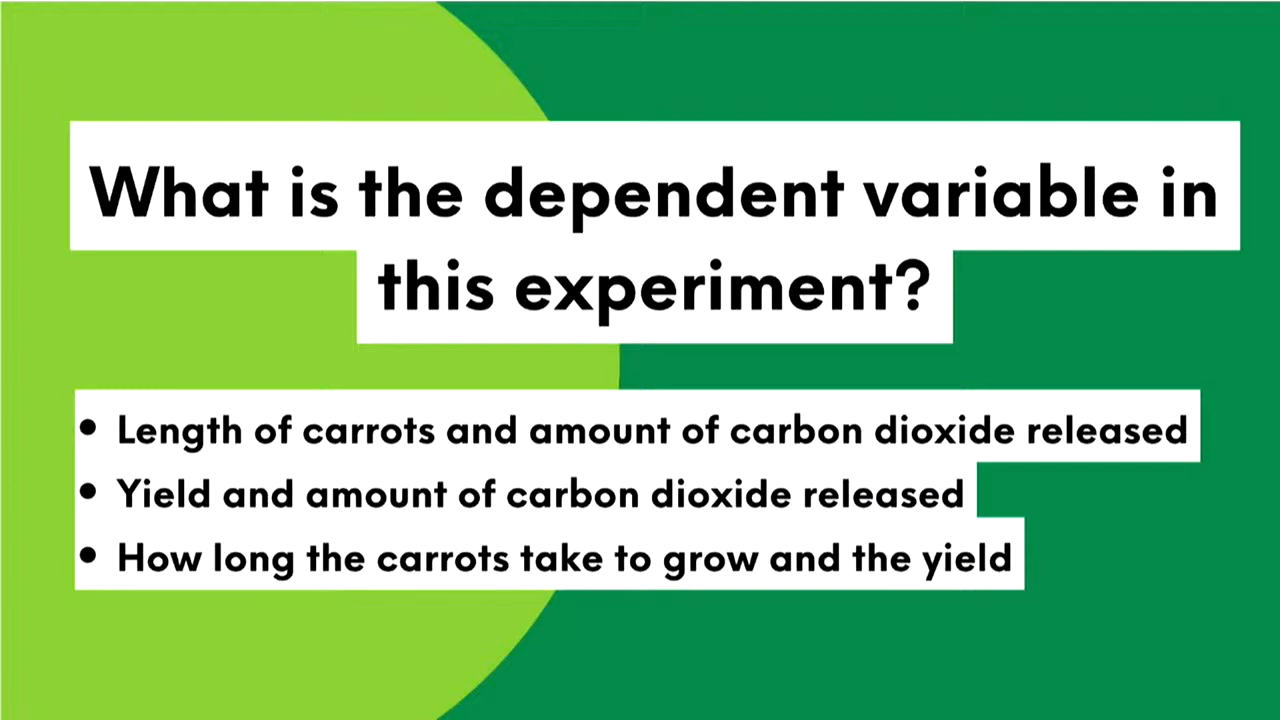 What is the dependent variable in
this experiment?
• Length of carrots and amount of carbon dioxide released
• Yield and amount of carbon dioxide released
• How long the carrots take to grow and the yield